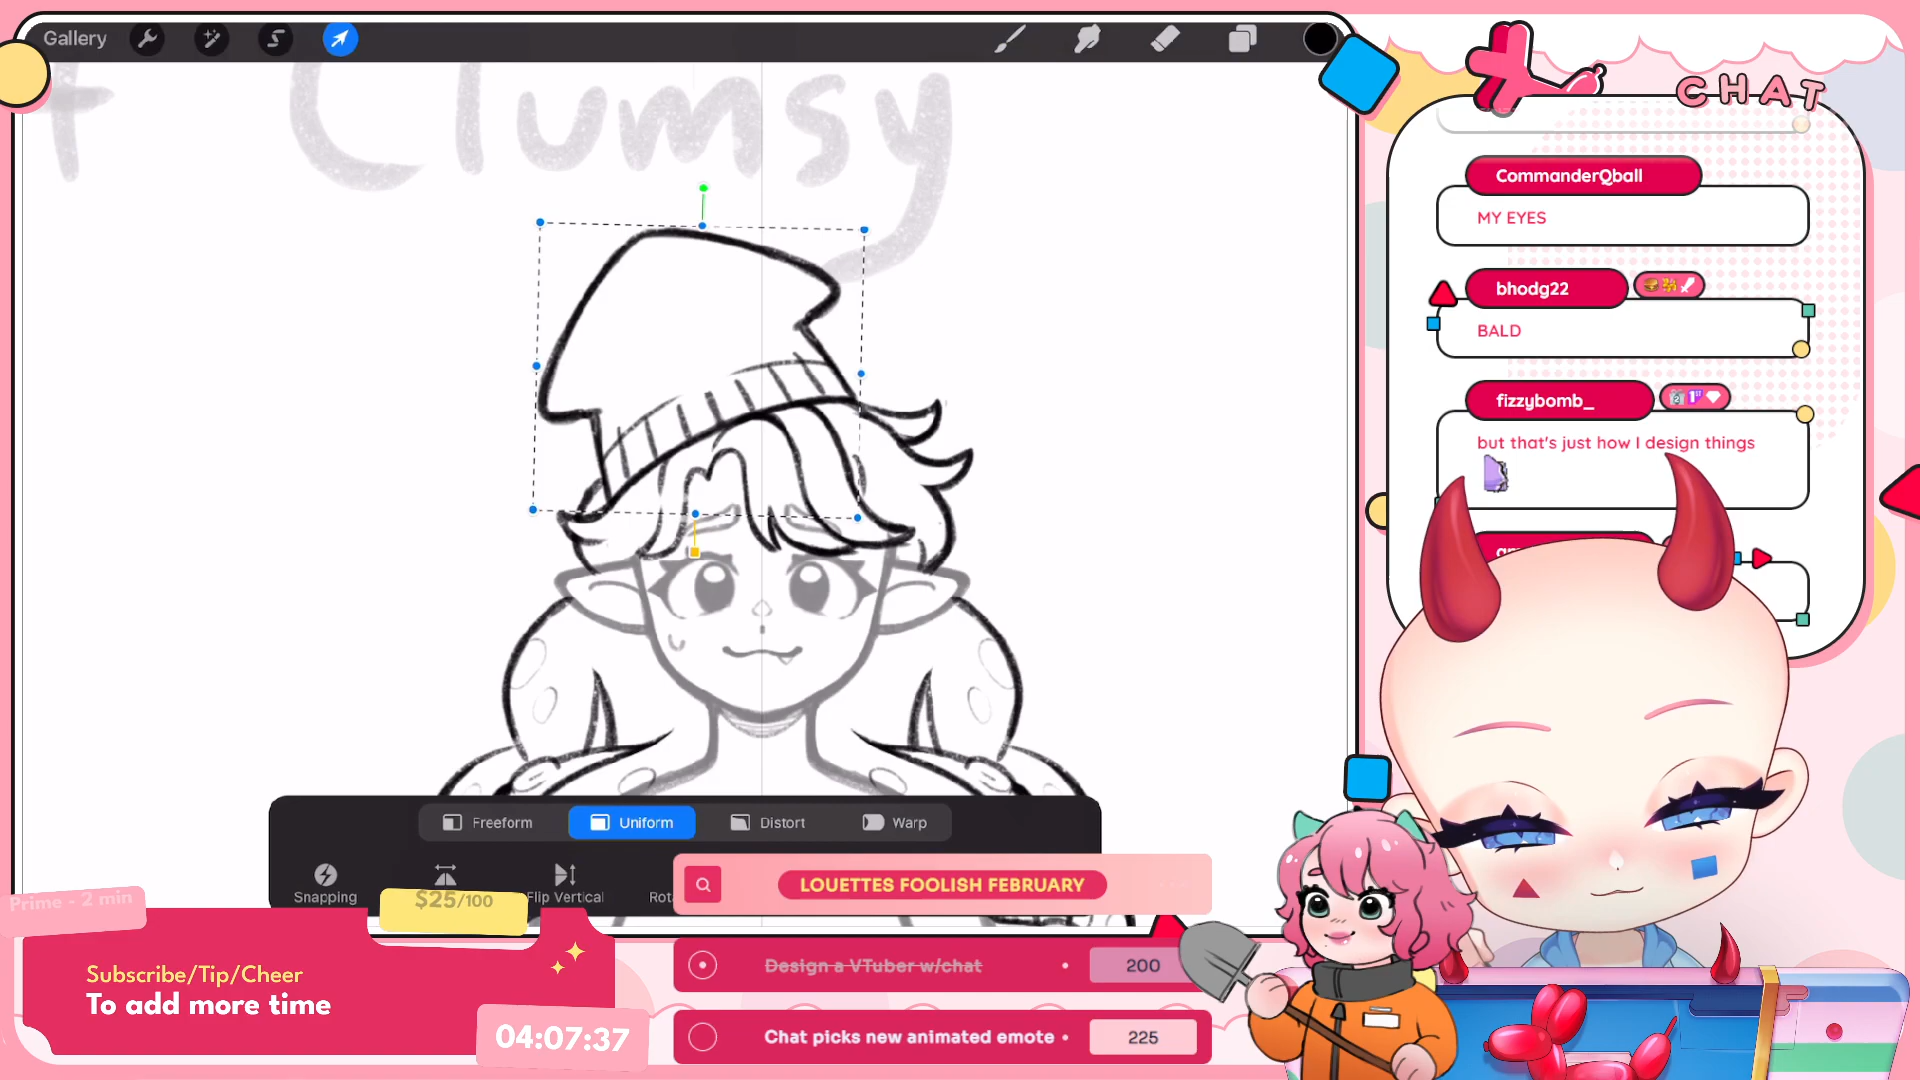 Gallery
Clumsy
CHAT
CommanderQball
MY EYES
bhodg22
BALD
fizzybomb_
but that's just how I design things
Freeform
Uniform
Distort
Warp
Snapping
Flip Vertical
LOUETTES FOOLISH FEBRUARY
Prime - 2 min
$25/100
Subscribe/Tip/Cheer
To add more time
04:07:37
Design a VTuber w/chat • 200
Chat picks new animated emote • 225